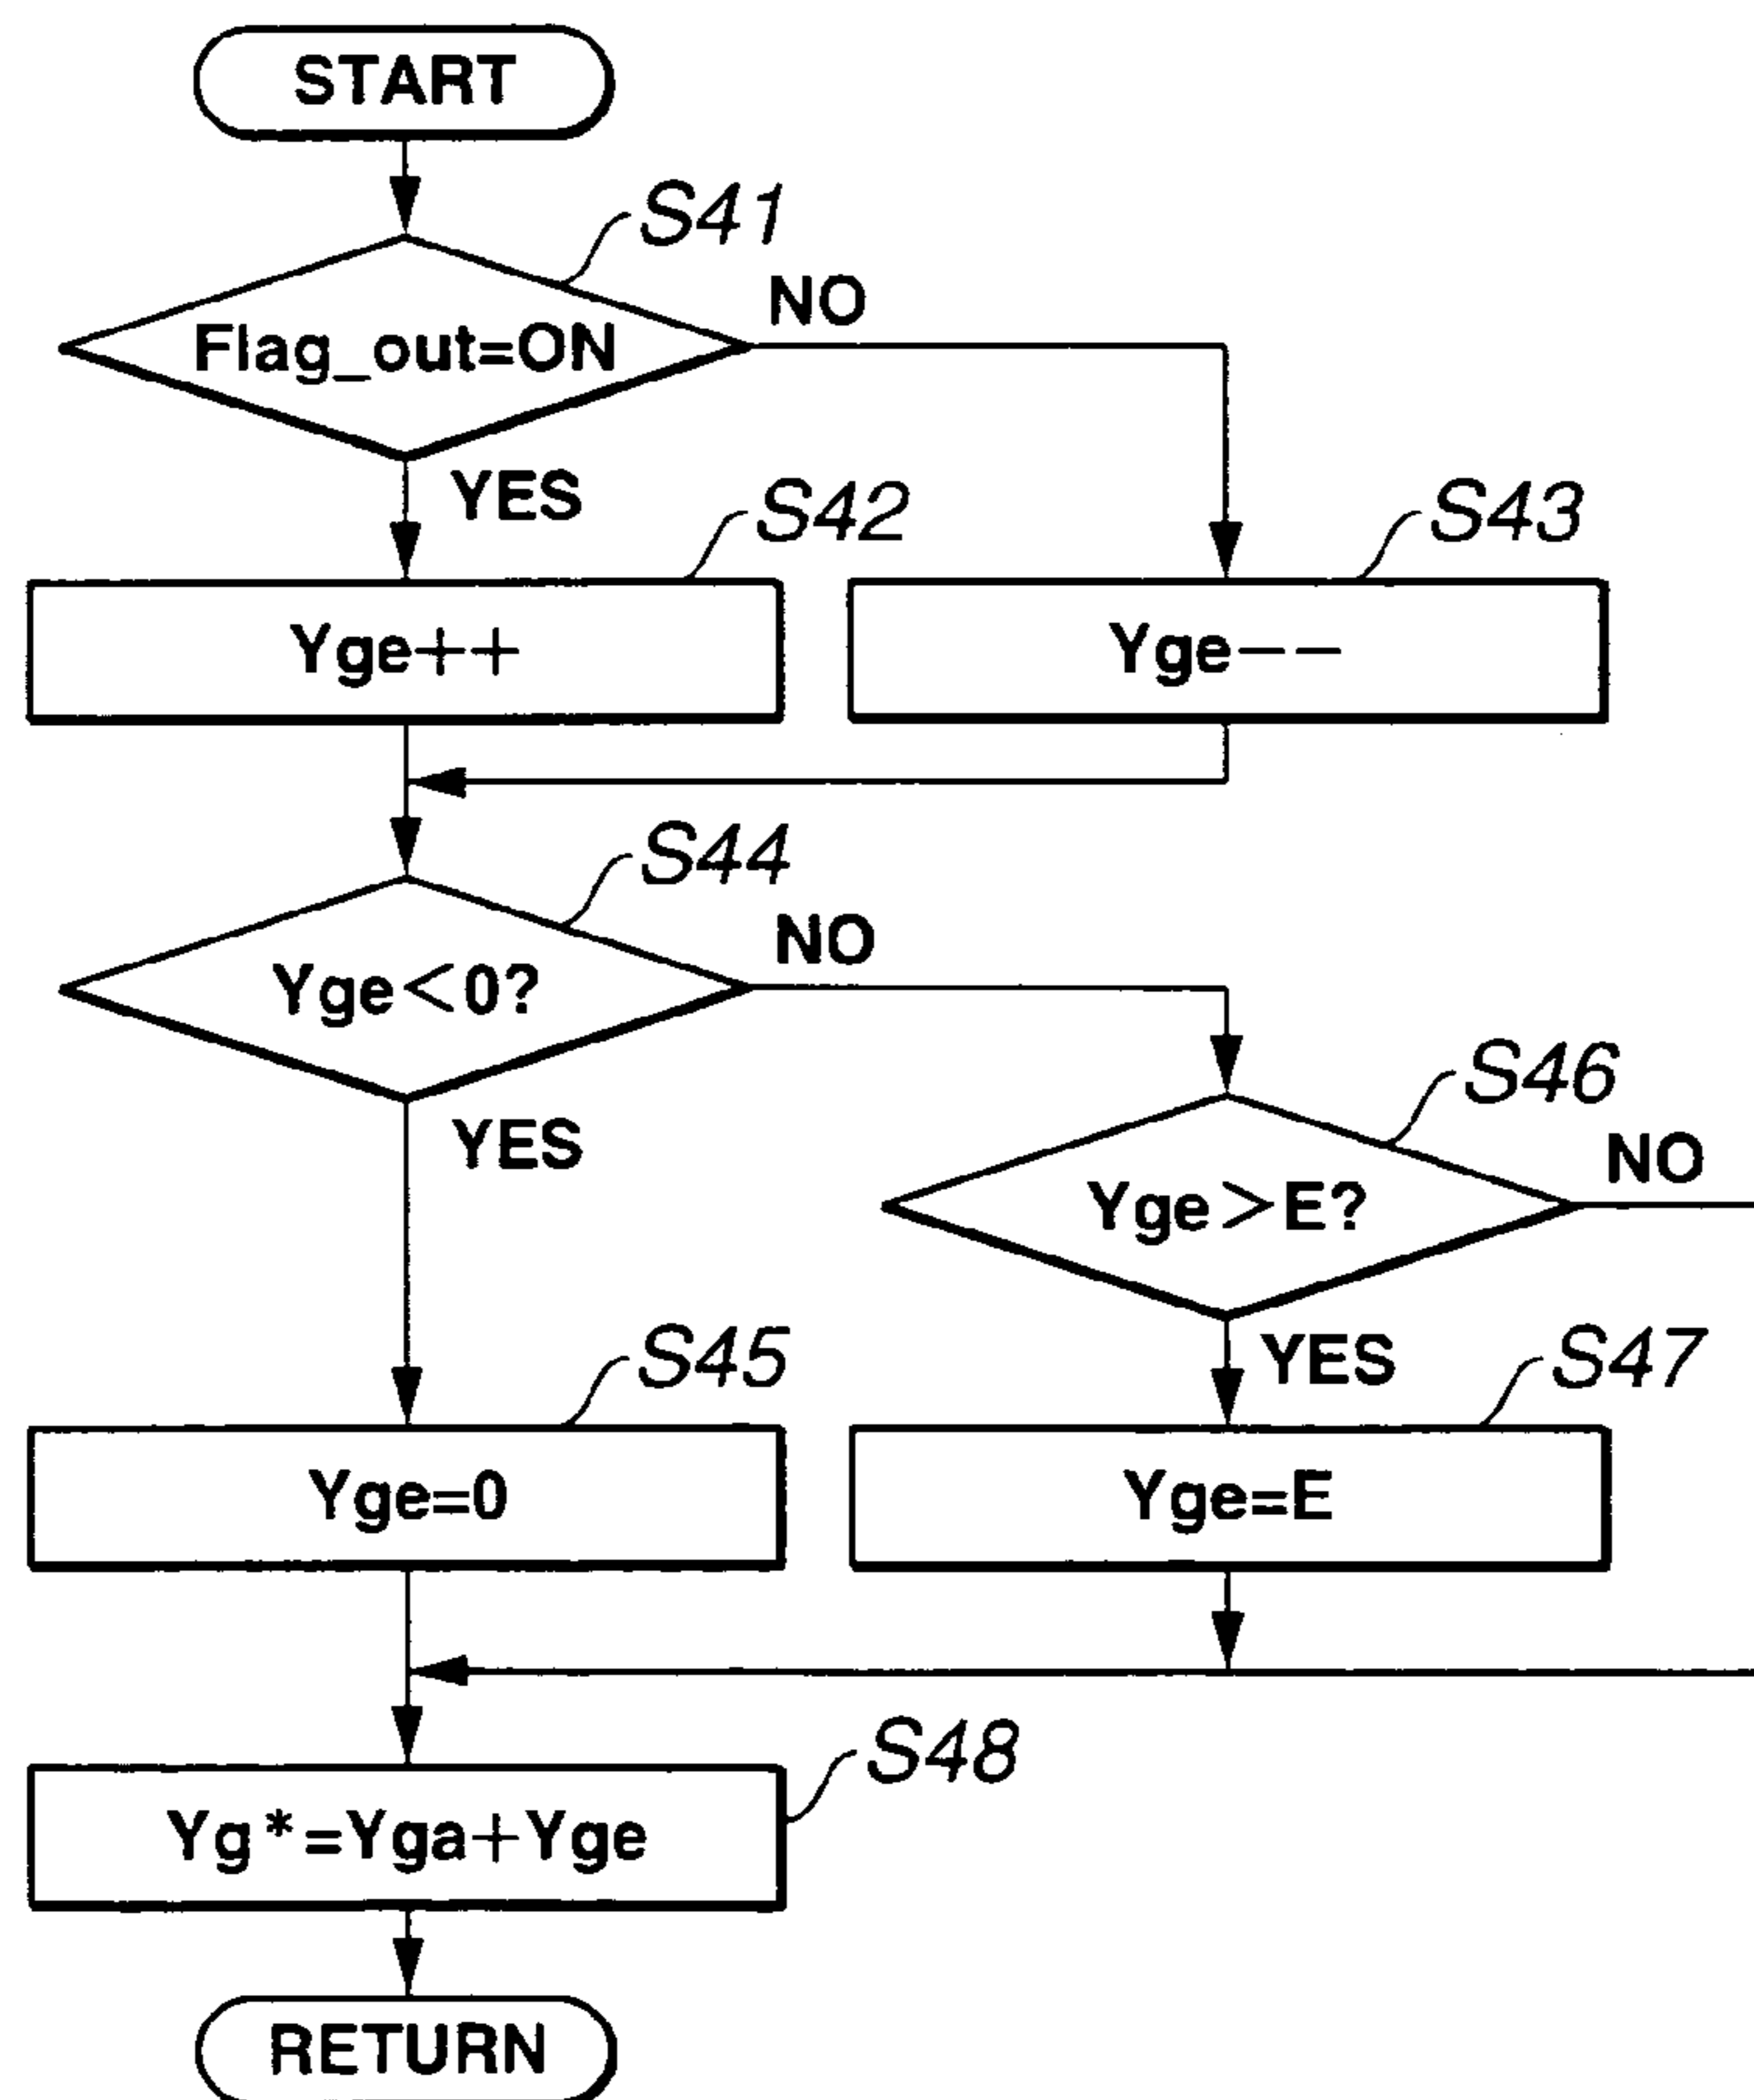 START
S41
NO
Flag_out=ON
YES
S42
S43
Yge++
Yge−−
S44
NO
Yge<0?
S46
YES
NO
Yge>E?
S45
YES
S47
Yge=0
Yge=E
S48
Yg*=Yga+Yge
RETURN